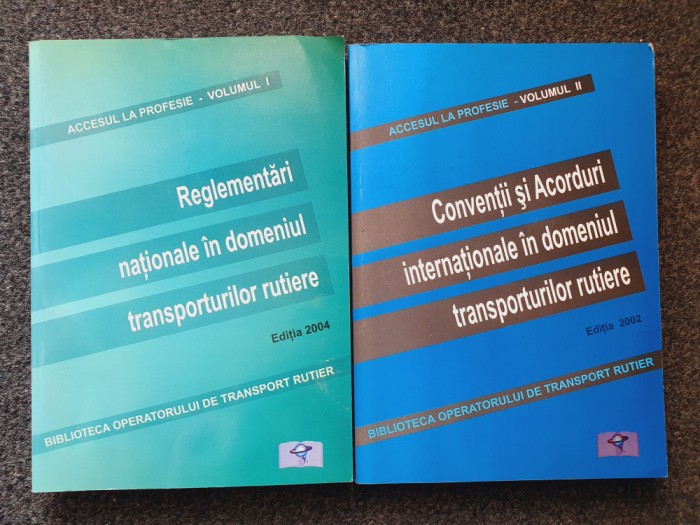 ACCESUL LA PROFESIE - VOLUMUL I
Reglementări
naționale în domeniul
transporturilor rutiere
Ediția 2004
BIBLIOTECA OPERATORULUI DE TRANSPORT RUTIER
ACCESUL LA PROFESIE - VOLUMUL II
Convenții și Acorduri
internaționale în domeniul
transporturilor rutiere
Ediția 2002
BIBLIOTECA OPERATORULUI DE TRANSPORT RUTIER